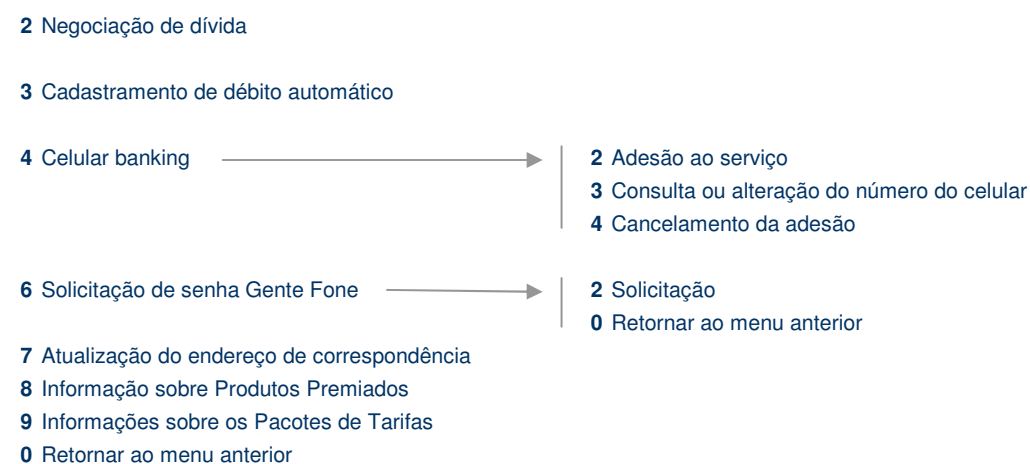 2 Negociação de dívida
3 Cadastramento de débito automático
4 Celular banking
2 Adesão ao serviço
3 Consulta ou alteração do número do celular
4 Cancelamento da adesão
6 Solicitação de senha Gente Fone
2 Solicitação
0 Retornar ao menu anterior
7 Atualização do endereço de correspondência
8 Informação sobre Produtos Premiados
9 Informações sobre os Pacotes de Tarifas
0 Retornar ao menu anterior